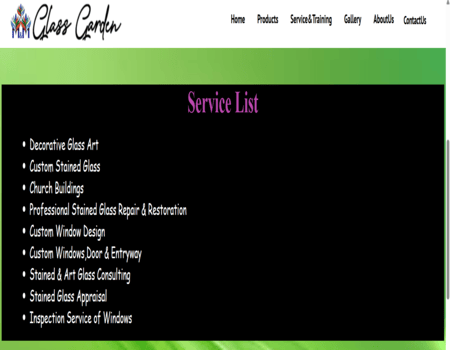 Glass Garden
Home Products Service&Training Gallery AboutUs ContactUs
Service List
• Decorative Glass Art
• Custom Stained Glass
• Church Buildings
• Professional Stained Glass Repair & Restoration
• Custom Window Design
• Custom Windows,Door & Entryway
• Stained & Art Glass Consulting
• Stained Glass Appraisal
• Inspection Service of Windows